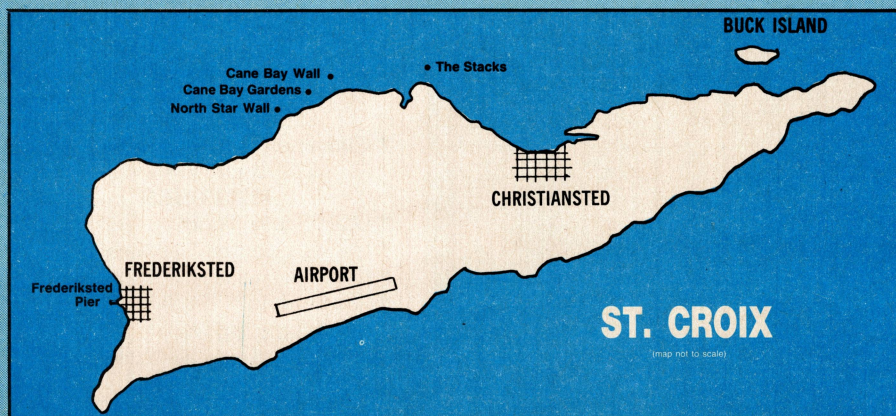 BUCK ISLAND
Cane Bay Wall
The Stacks
Cane Bay Gardens
North Star Wall
CHRISTIANSTED
FREDERIKSTED
AIRPORT
Frederiksted
Pier
ST. CROIX
(map not to scale)